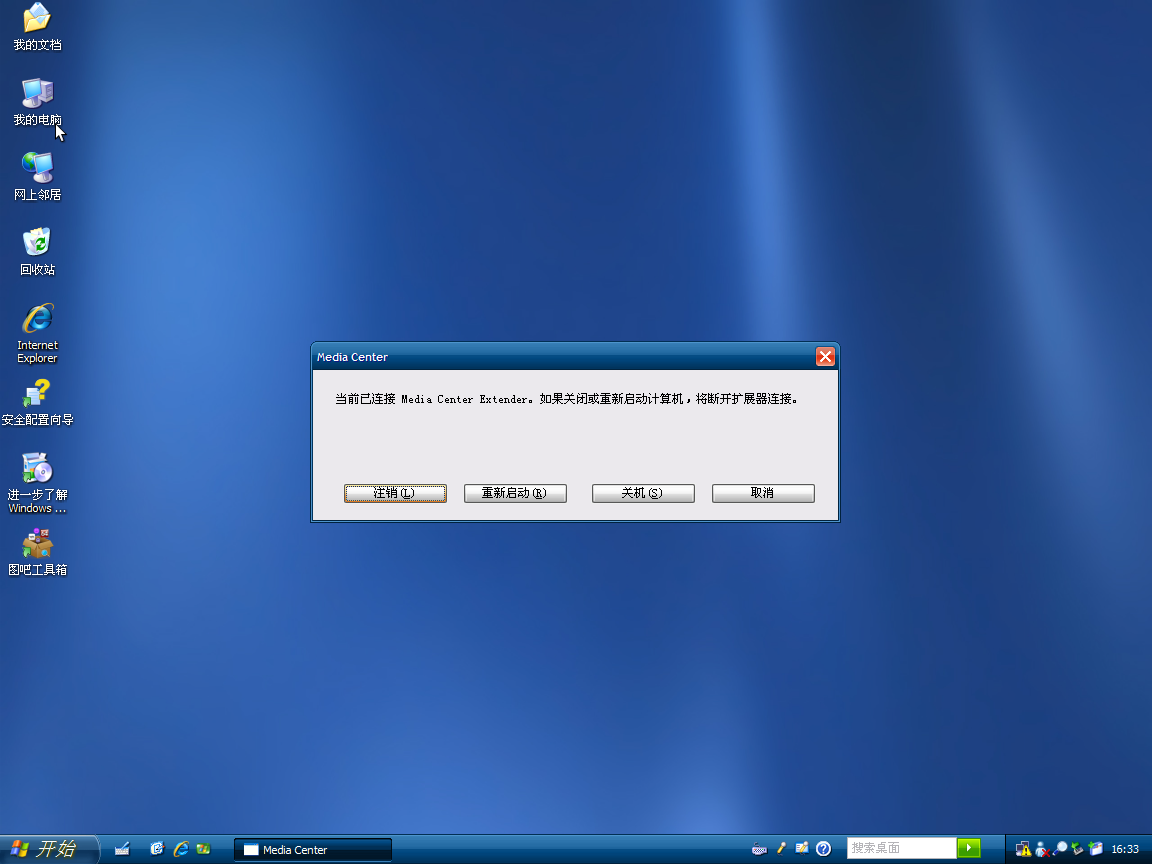 我的文档
我的电脑
网上邻居
回收站
Internet
Explorer
安全配置向导
进一步了解
Windows ...
图吧工具箱
Media Center
当前已连接 Media Center Extender。如果关闭或重新启动计算机，将断开扩展器连接。
注销(L)
重新启动(R)
关机(S)
取消
开始
Media Center
搜索桌面
16:33